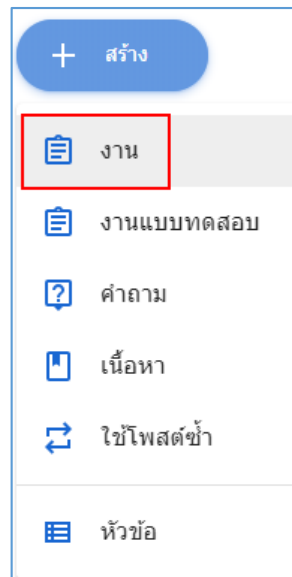 สร้าง
งาน
งานแบบทดสอบ
คำถาม
เนื้อหา
ใช้โพสต์ซ้ำ
หัวข้อ